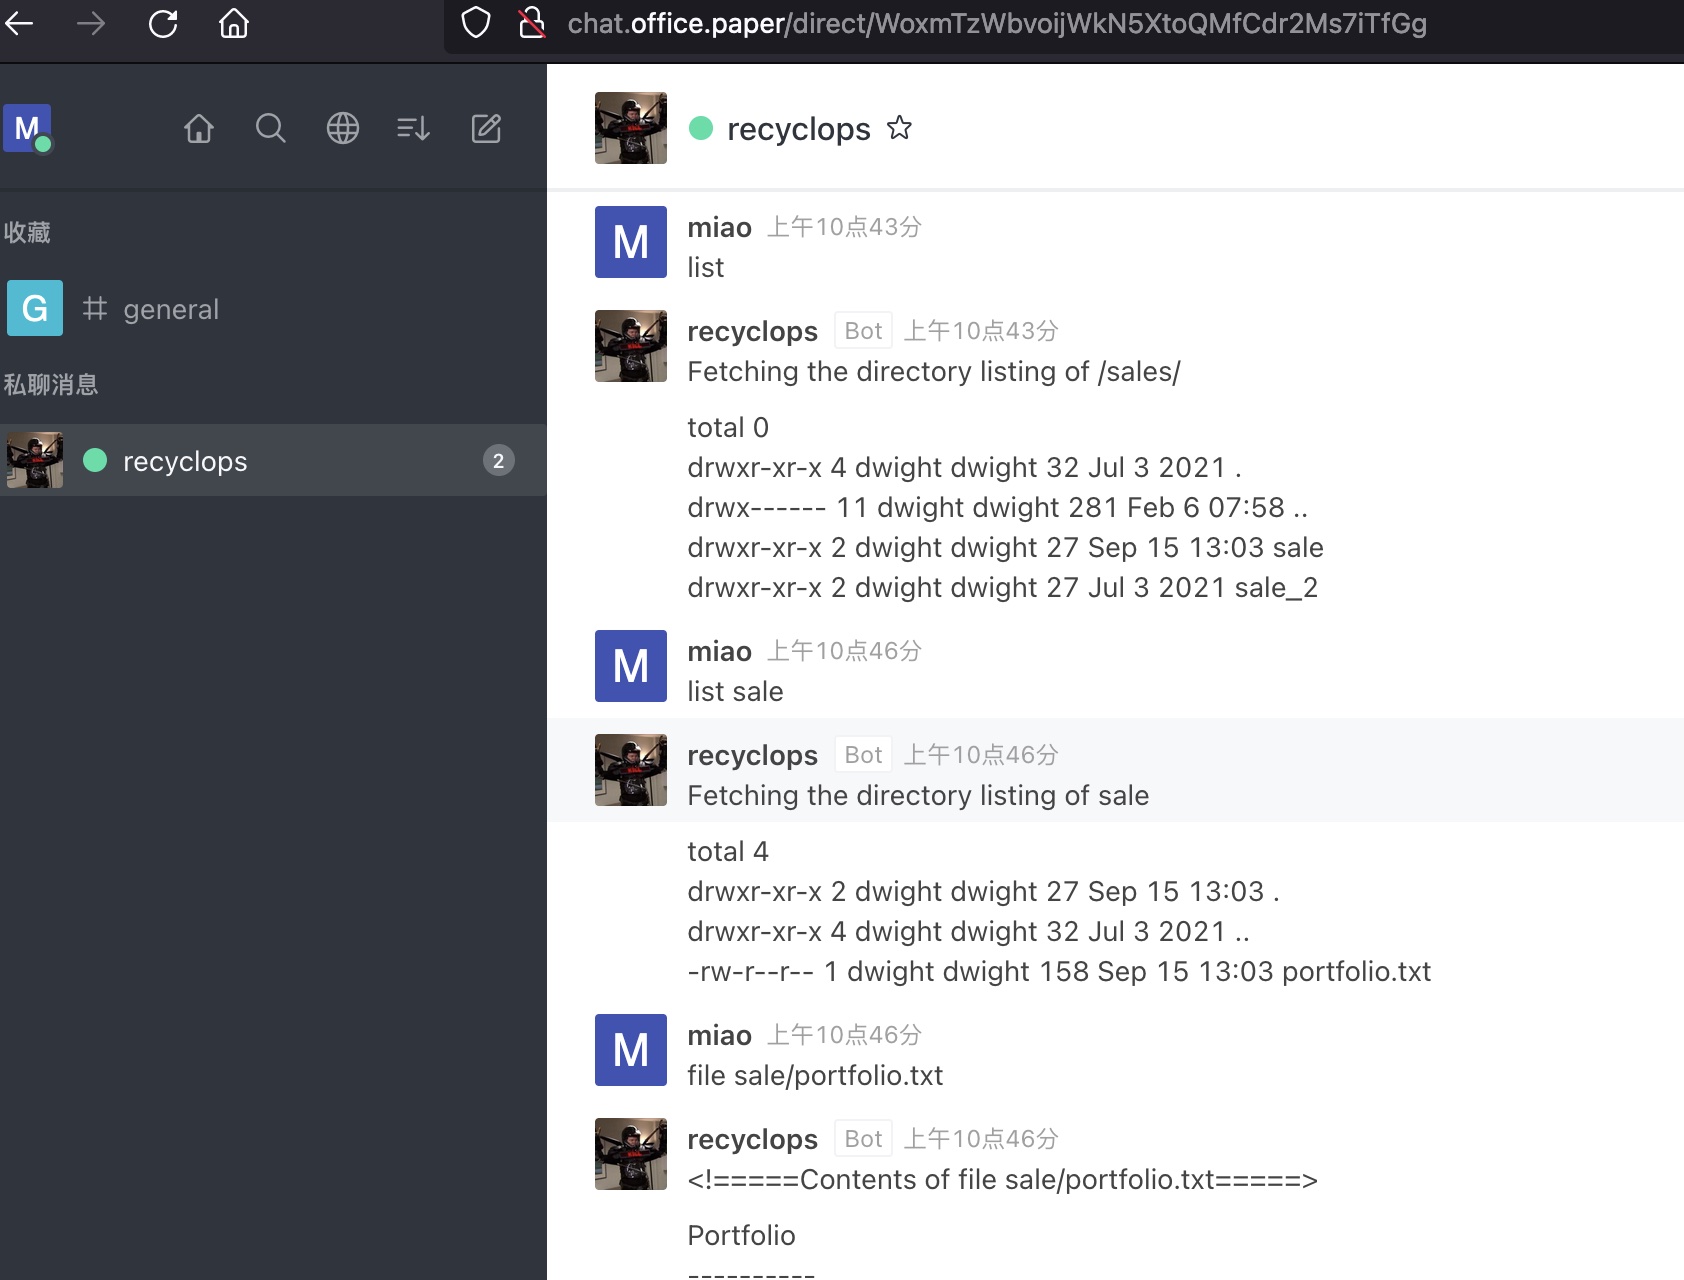 chat.office.paper/direct/WoxmTzWbvoijWkN5XtoQMfCdr2Ms7iTfGg
M
收藏
G # general
私聊消息
recyclops 2
recyclops
M
miao 上午10点43分
list
recyclops Bot 上午10点43分
Fetching the directory listing of /sales/
total 0
drwxr-xr-x 4 dwight dwight 32 Jul 3 2021 .
drwx------ 11 dwight dwight 281 Feb 6 07:58 ..
drwxr-xr-x 2 dwight dwight 27 Sep 15 13:03 sale
drwxr-xr-x 2 dwight dwight 27 Jul 3 2021 sale_2
M
miao 上午10点46分
list sale
recyclops Bot 上午10点46分
Fetching the directory listing of sale
total 4
drwxr-xr-x 2 dwight dwight 27 Sep 15 13:03 .
drwxr-xr-x 4 dwight dwight 32 Jul 3 2021 ..
-rw-r--r-- 1 dwight dwight 158 Sep 15 13:03 portfolio.txt
M
miao 上午10点46分
file sale/portfolio.txt
recyclops Bot 上午10点46分
<!=====Contents of file sale/portfolio.txt=====>
Portfolio
----------